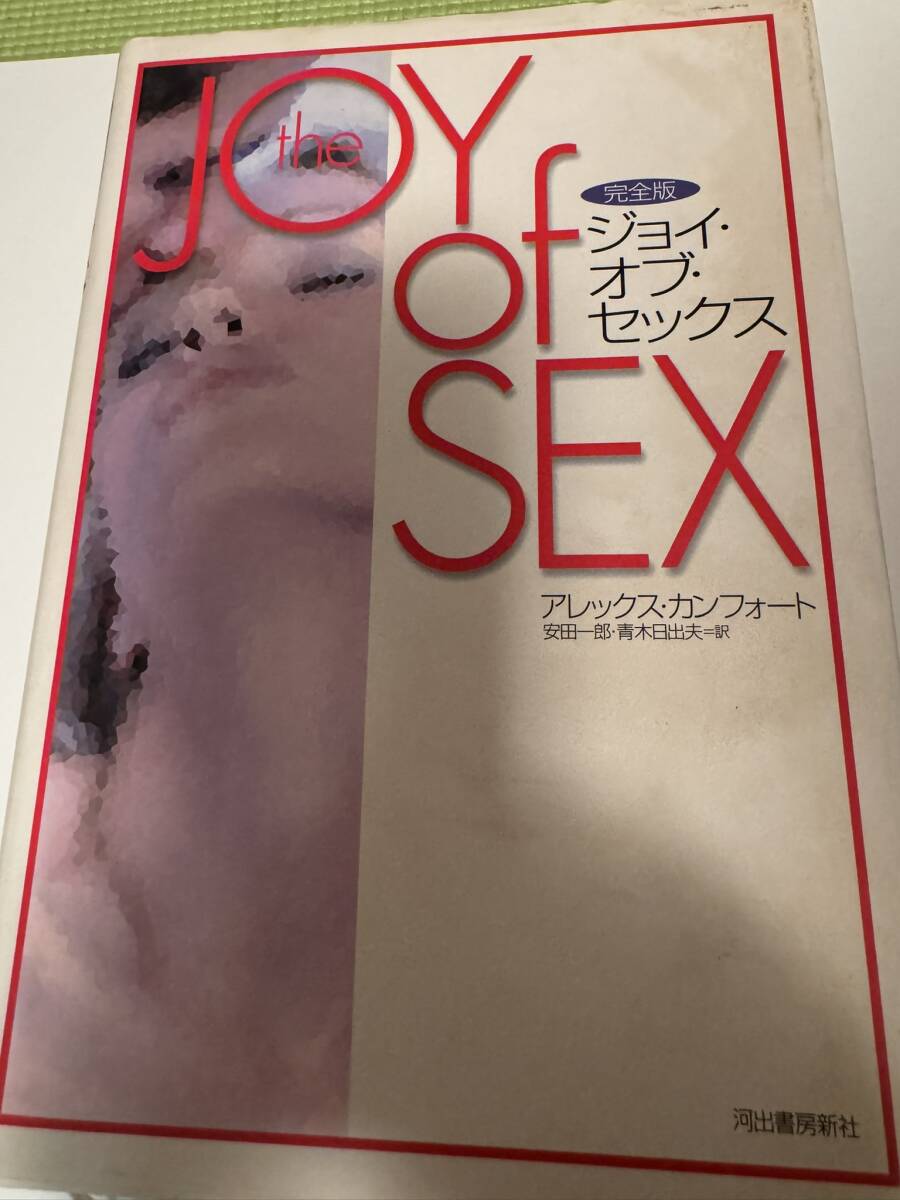 the
JOY
of
SEX
完全版
ジョイ・
オブ・
セックス
アレックス・カンフォート
安田一郎・青木日出夫=訳
河出書房新社